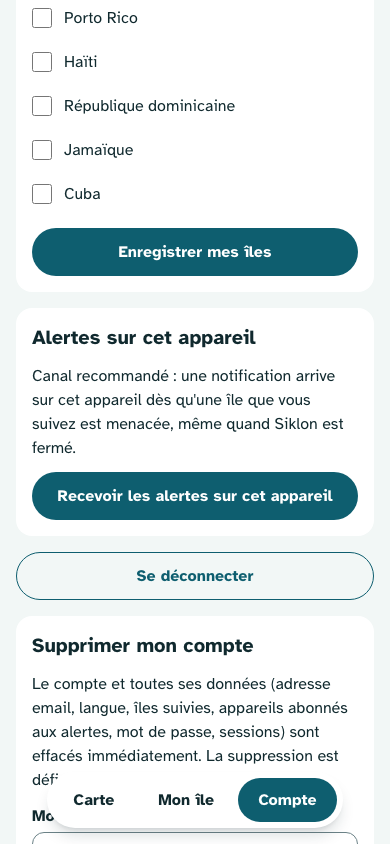 Porto Rico
Haïti
République dominicaine
Jamaïque
Cuba
Enregistrer mes îles
Alertes sur cet appareil
Canal recommandé : une notification arrive
sur cet appareil dès qu'une île que vous
suivez est menacée, même quand Siklon est
fermé.
Recevoir les alertes sur cet appareil
Se déconnecter
Supprimer mon compte
Le compte et toutes ses données (adresse
email, langue, îles suivies, appareils abonnés
aux alertes, mot de passe, sessions) sont
effacés immédiatement. La suppression est
Carte
Mon île
Compte